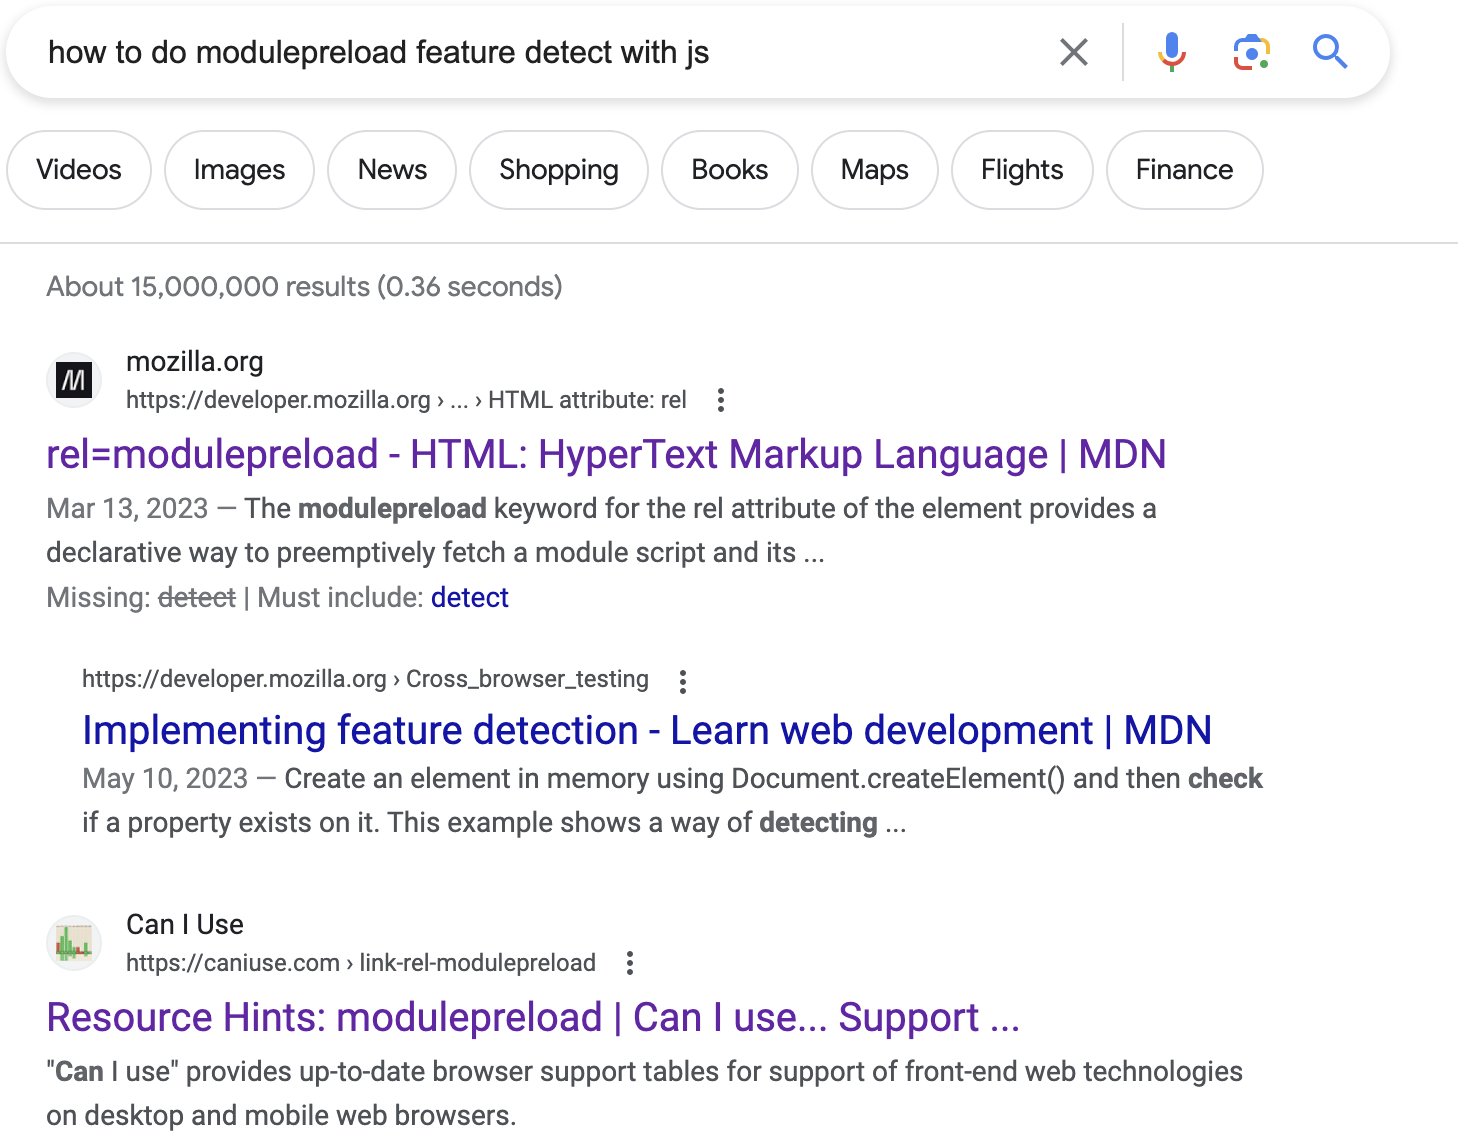 how to do modulepreload feature detect with js
Videos Images News Shopping Books Maps Flights Finance
About 15,000,000 results (0.36 seconds)
mozilla.org
https://developer.mozilla.org › ... › HTML attribute: rel
rel=modulepreload - HTML: HyperText Markup Language | MDN
Mar 13, 2023 — The modulepreload keyword for the rel attribute of the element provides a
declarative way to preemptively fetch a module script and its ...
Missing: detect | Must include: detect
https://developer.mozilla.org › Cross_browser_testing
Implementing feature detection - Learn web development | MDN
May 10, 2023 — Create an element in memory using Document.createElement() and then check
if a property exists on it. This example shows a way of detecting ...
Can I Use
https://caniuse.com › link-rel-modulepreload
Resource Hints: modulepreload | Can I use... Support ...
"Can I use" provides up-to-date browser support tables for support of front-end web technologies
on desktop and mobile web browsers.